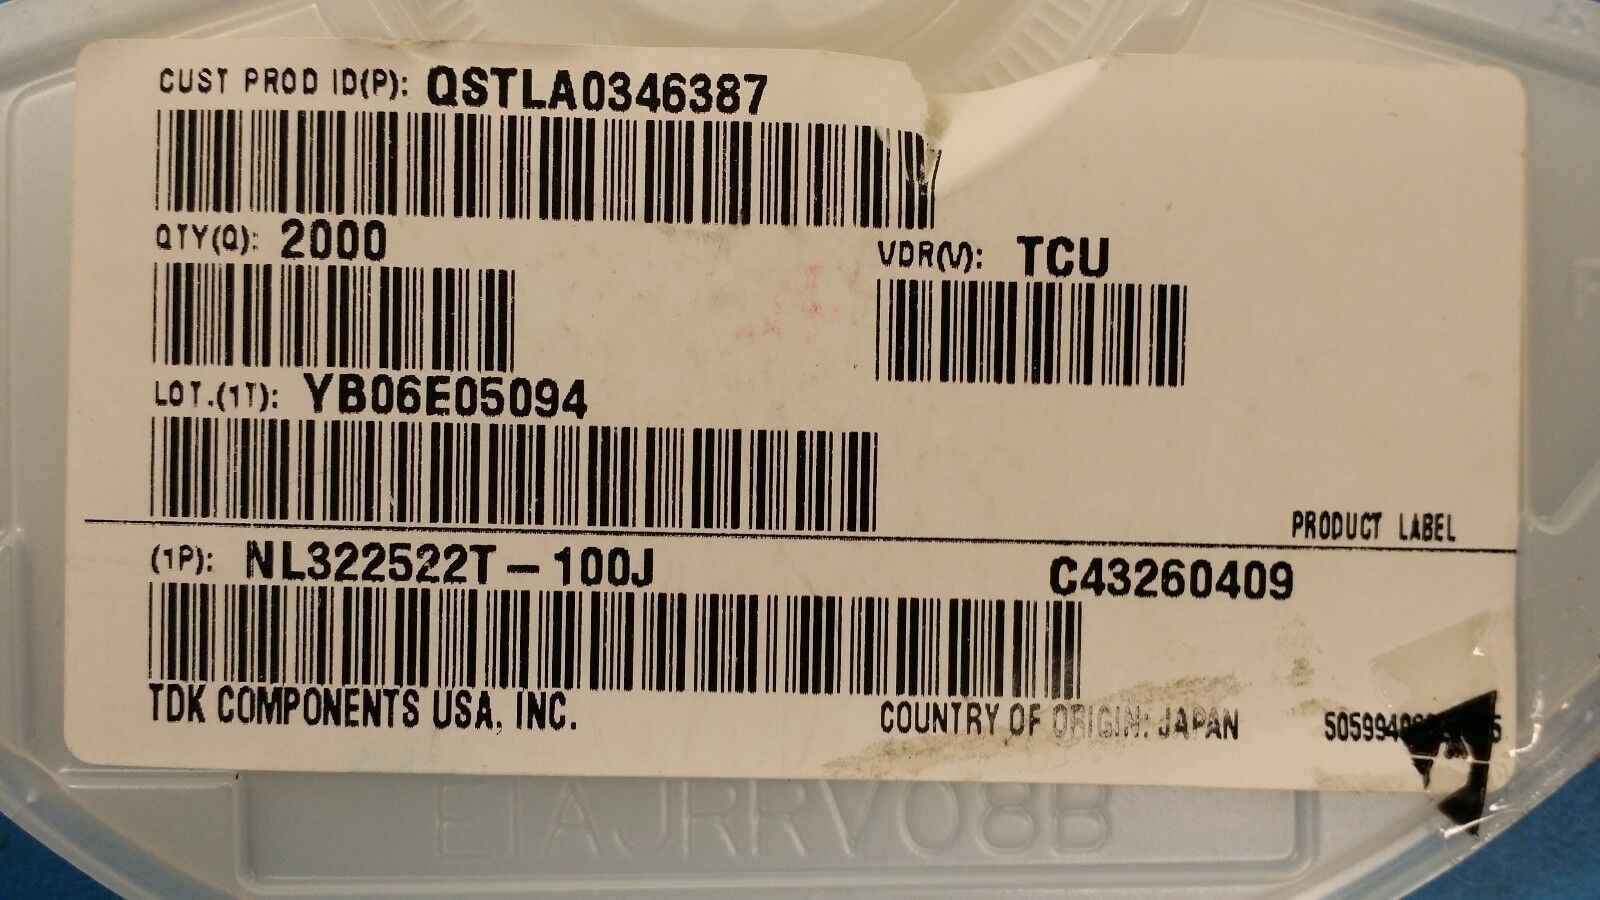 CUST PROD ID(P): QSTLA0346387
QTY(Q): 2000
VDR(V): TCU
LOT.(1T): YB06E05094
PRODUCT LABEL
(1P): NL322522T-100J
C43260409
TDK COMPONENTS USA, INC.
COUNTRY OF ORIGIN: JAPAN
EIAJRRV08B